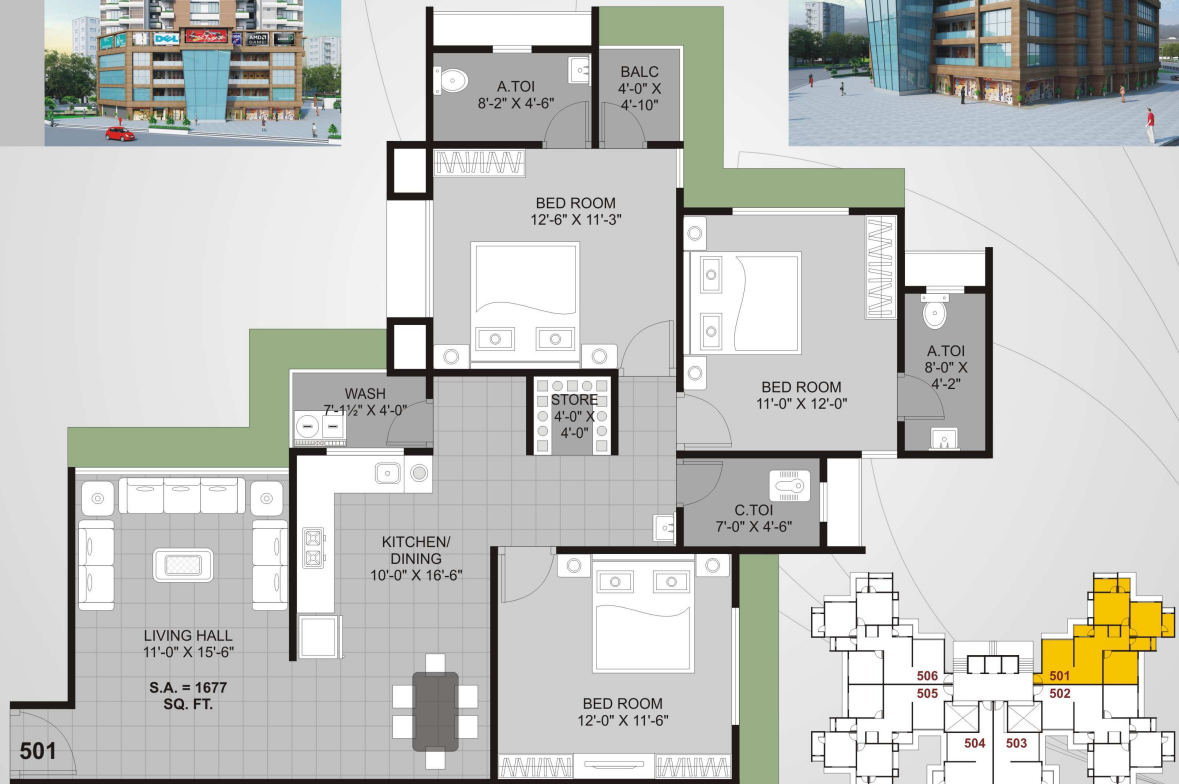 DELL
AMD
GAME
A.TOI
8'-2" X 4'-6"
BALC
4'-0" X
4'-10"
BED ROOM
12'-6" X 11'-3"
BED ROOM
11'-0" X 12'-0"
A.TOI
8'-0" X
4'-2"
WASH
7'-1½" X 4'-0"
STORE
4'-0" X
4'-0"
C.TOI
7'-0" X 4'-6"
KITCHEN/
DINING
10'-0" X 16'-6"
LIVING HALL
11'-0" X 15'-6"
S.A. = 1677
SQ. FT.
BED ROOM
12'-0" X 11'-6"
501
506
501
505
502
504
503